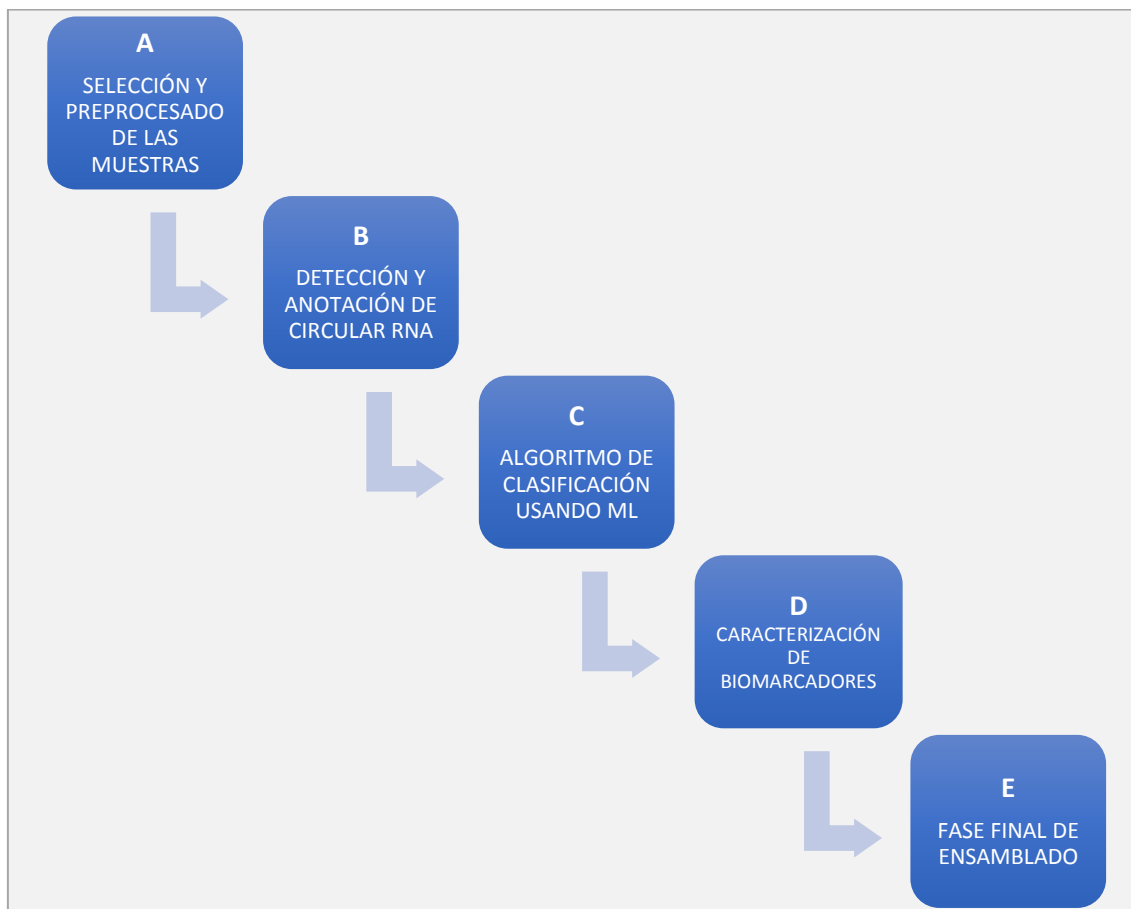 A
SELECCIÓN Y
PREPROCESADO
DE LAS
MUESTRAS
B
DETECCIÓN Y
ANOTACIÓN DE
CIRCULAR RNA
C
ALGORITMO DE
CLASIFICACIÓN
USANDO ML
D
CARACTERIZACIÓN
DE
BIOMARCADORES
E
FASE FINAL DE
ENSAMBLADO